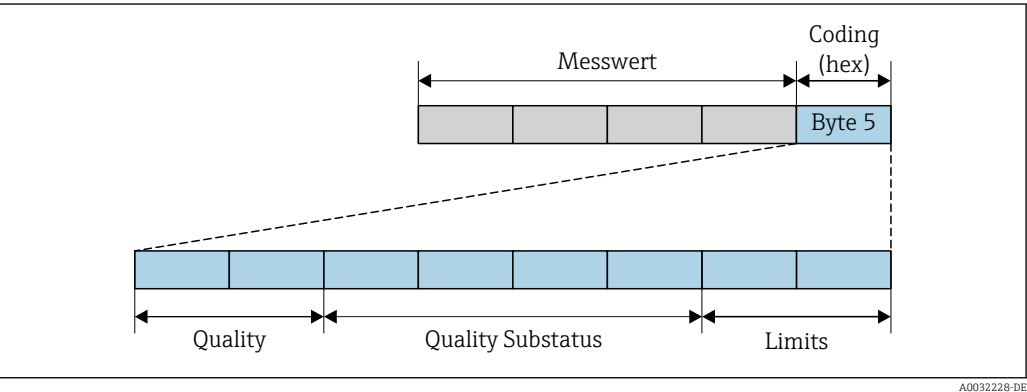 Coding
(hex)
Messwert
Byte 5
Quality
Quality Substatus
Limits
A0032228-DE